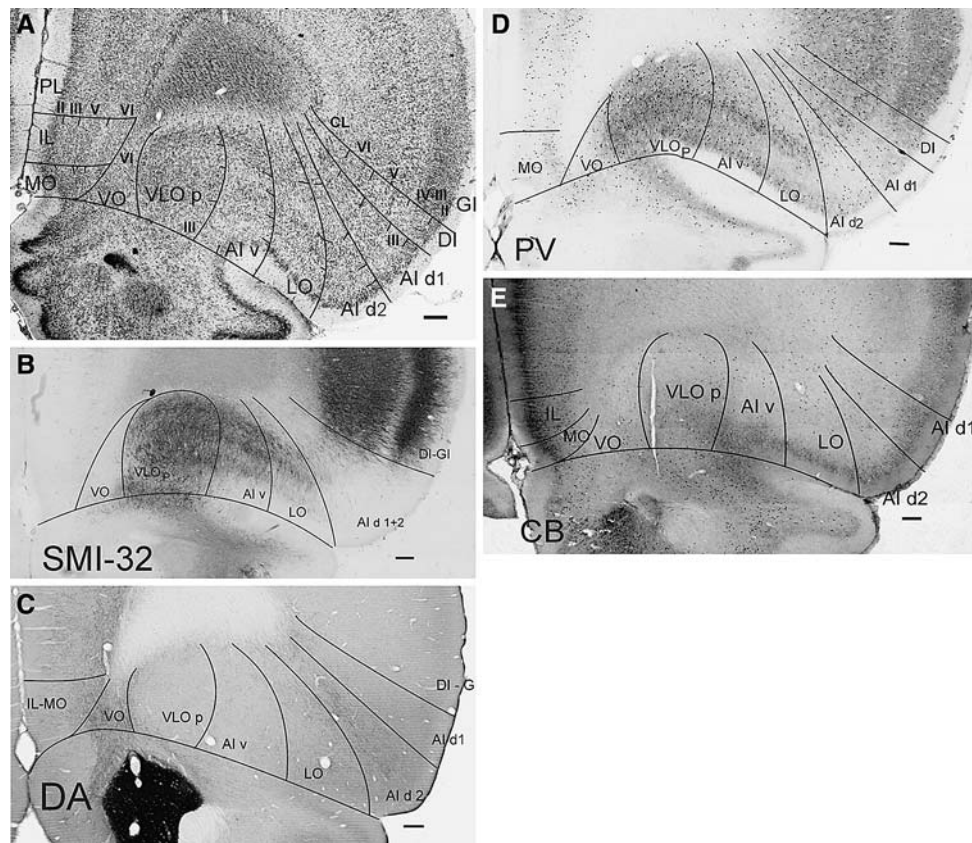 A
PL
II III V VI
IL
VI
MO
VO
VLO p
III
AI v
LO
CL
VI
V
IV-III
II
GI
DI
III
AI d1
AI d2
B
VO
VLOP
AI v
LO
DI-GI
AI d 1+2
SMI-32
C
IL-MO
VO
VLO p
AI v
LO
DI - G
AI d1
AI d 2
DA
D
MO
VO
VLOP
AI v
LO
DI
AI d1
AI d2
PV
E
IL
MO
VO
VLO p
AI v
LO
AI d1
AI d2
CB